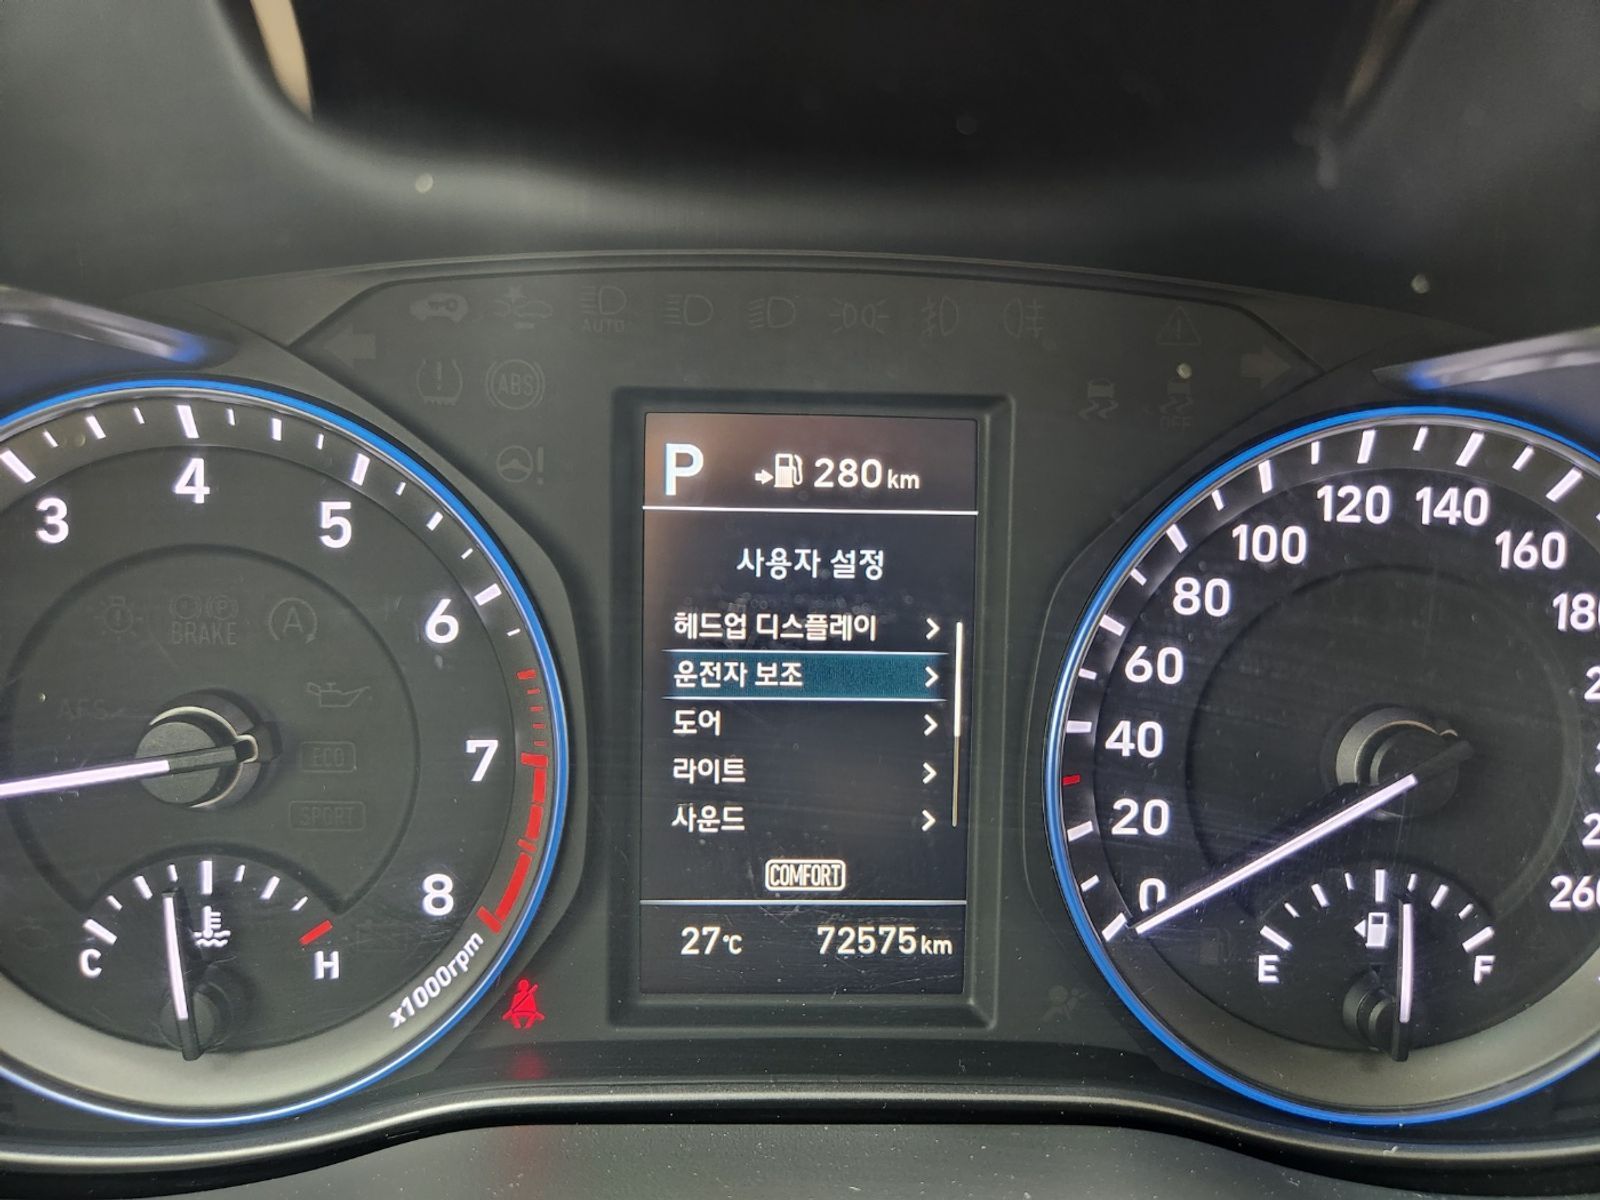 AUTO
ABS
OFF
P 280 km
사용자 설정
헤드업 디스플레이
운전자 보조
도어
라이트
사운드
COMFORT
27℃ 72575 km
3
4
5
6
7
8
x1000rpm
BRAKE
A
AFS
ECO
SPORT
C
H
0
20
40
60
80
100
120
140
160
260
E
F